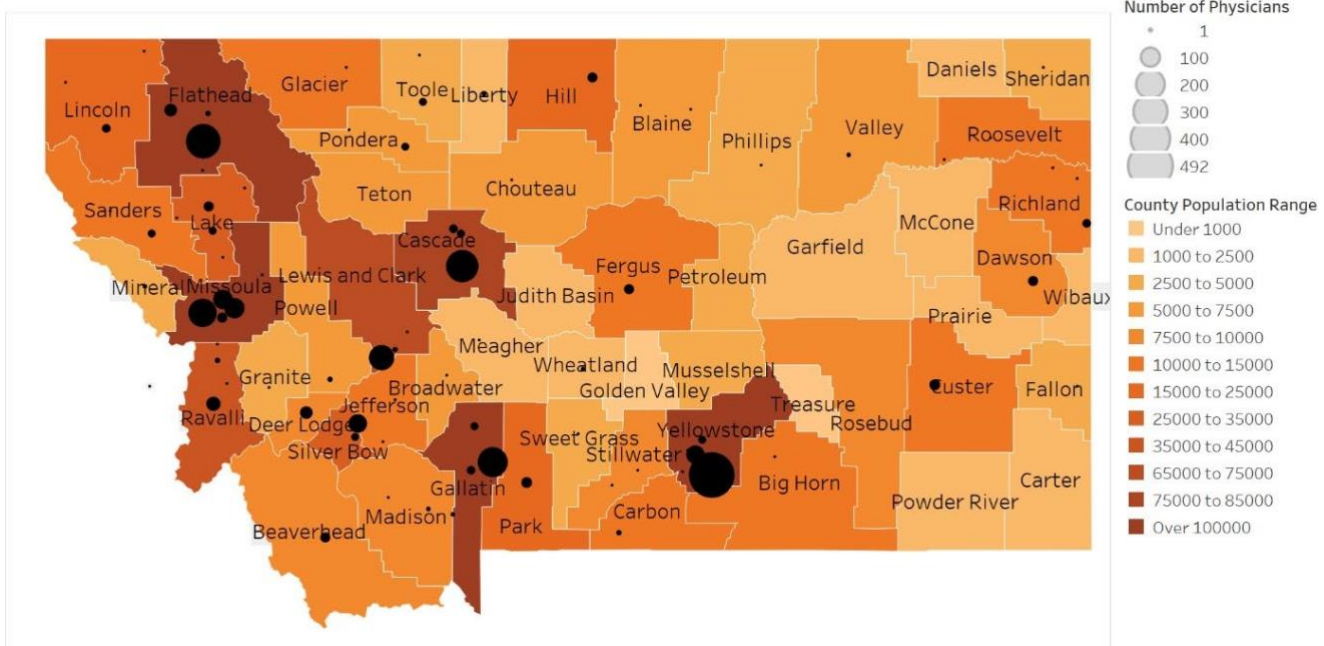 Number of Physicians
1
100
200
300
400
492
County Population Range
Under 1000
1000 to 2500
2500 to 5000
5000 to 7500
7500 to 10000
10000 to 15000
15000 to 25000
25000 to 35000
35000 to 45000
65000 to 75000
75000 to 85000
Over 100000
Lincoln
Flathead
Glacier
Toole
Liberty
Hill
Blaine
Phillips
Valley
Daniels
Sheridan
Roosevelt
Pondera
Teton
Chouteau
Sanders
Lake
Cascade
Fergus
Petroleum
Garfield
McCone
Richland
Dawson
Wibaux
Mineral
Missoula
Lewis and Clark
Powell
Judith Basin
Prairie
Meagher
Wheatland
Golden Valley
Musselshell
Granite
Broadwater
Treasure
Rosebud
Custer
Fallon
Ravalli
Deer Lodge
Jefferson
Silver Bow
Gallatin
Sweet Grass
Stillwater
Yellowstone
Big Horn
Powder River
Carter
Beaverhead
Madison
Park
Carbon